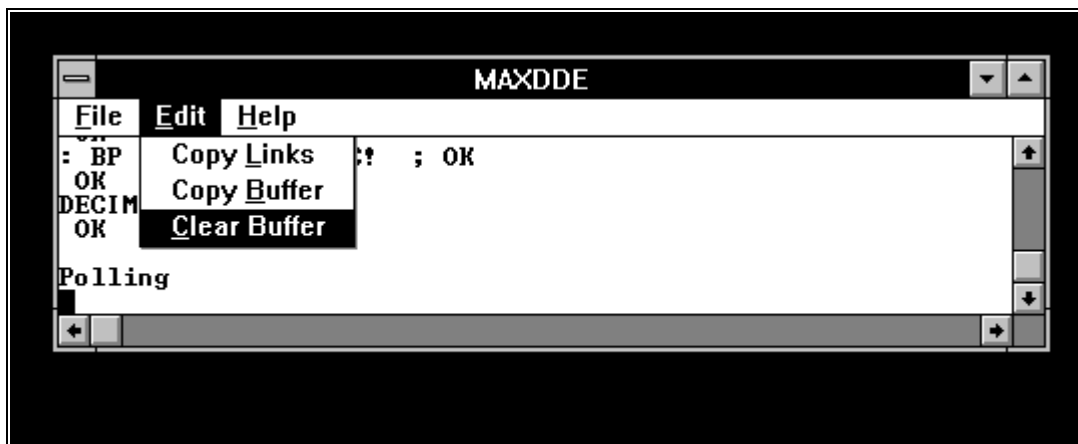 MAXDDE
File Edit Help
: BP
OK
DECIM
OK
Copy Links
Copy Buffer
Clear Buffer
; OK
Polling